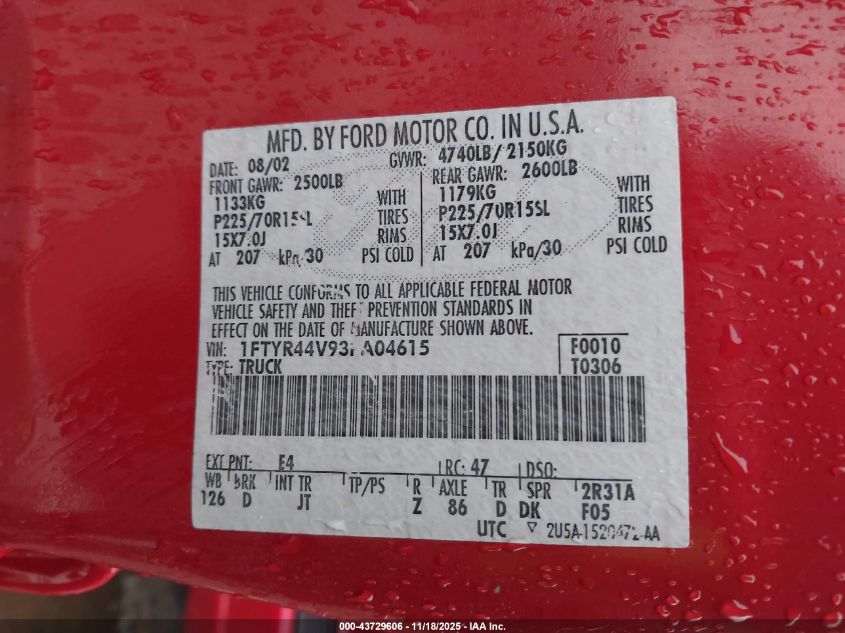 MFD. BY FORD MOTOR CO. IN U.S.A.
DATE: 08/02 GVWR: 4740LB/ 2150KG
FRONT GAWR: 2500LB REAR GAWR: 2600LB
1133KG WITH 1179KG WITH
P225/70R15SL TIRES P225/70R15SL TIRES
15X7.0J RIMS 15X7.0J RIMS
AT 207 kPa/30 PSI COLD AT 207 kPa/30 PSI COLD
THIS VEHICLE CONFORMS TO ALL APPLICABLE FEDERAL MOTOR
VEHICLE SAFETY AND THEFT PREVENTION STANDARDS IN
EFFECT ON THE DATE OF MANUFACTURE SHOWN ABOVE.
VIN: F0010
TYPE: TRUCK T0306
EXT PNT: E4 RC: 47 DSO:
WB BRK INT TR TP/PS R AXLE TR SPR 2R31A
126 D JT Z 86 D DK F05
UTC ▽
000-43729606 - 11/18/2025 - IAA Inc.